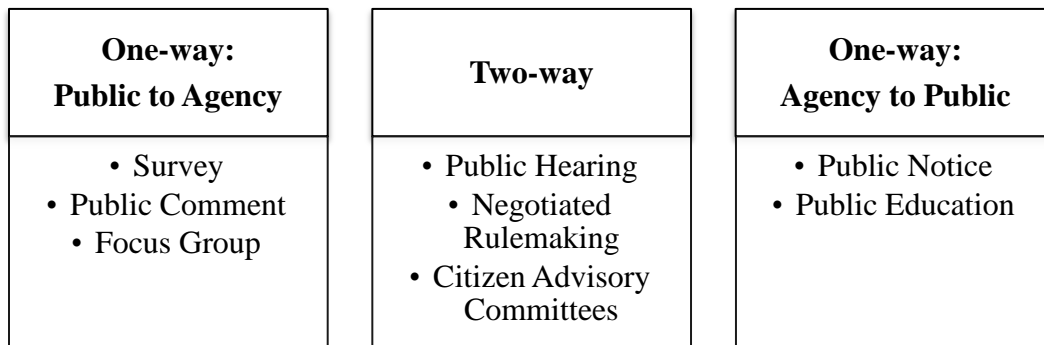 One-way:
Public to Agency
• Survey
• Public Comment
• Focus Group
Two-way
• Public Hearing
• Negotiated
Rulemaking
• Citizen Advisory
Committees
One-way:
Agency to Public
• Public Notice
• Public Education